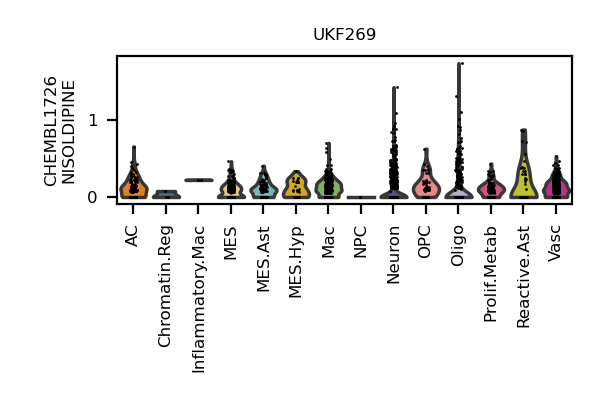 UKF269
CHEMBL1726
NISOLDIPINE
1
0
AC
Chromatin.Reg
Inflammatory.Mac
MES
MES.Ast
MES.Hyp
Mac
NPC
Neuron
OPC
Oligo
Prolif.Metab
Reactive.Ast
Vasc